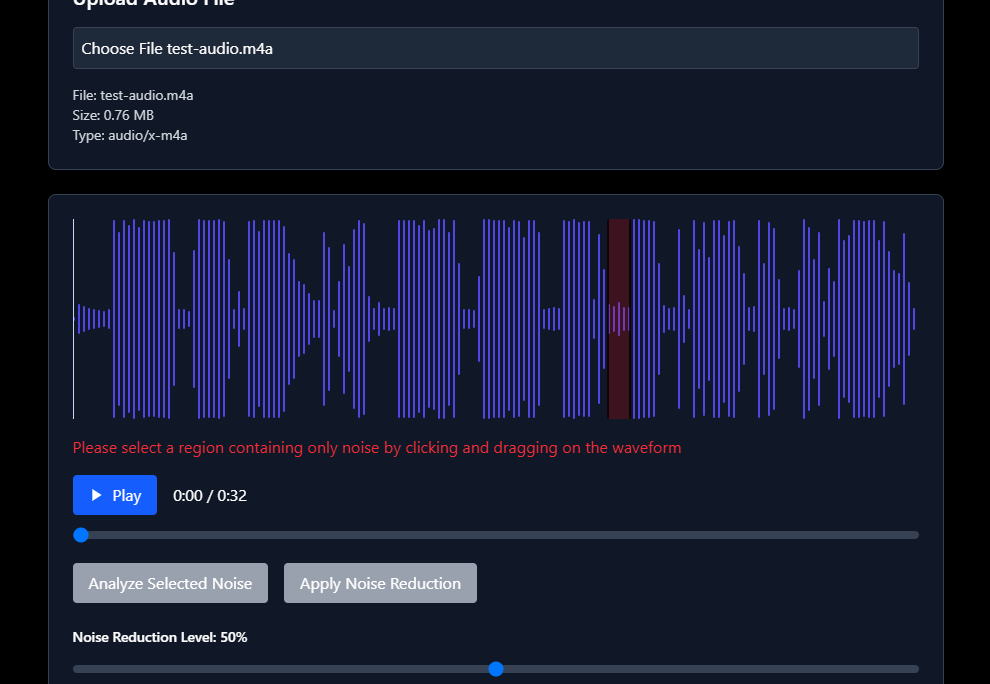 Upload Audio File
Choose File test-audio.m4a
File: test-audio.m4a
Size: 0.76 MB
Type: audio/x-m4a
Please select a region containing only noise by clicking and dragging on the waveform
Play 0:00 / 0:32
Analyze Selected Noise Apply Noise Reduction
Noise Reduction Level: 50%